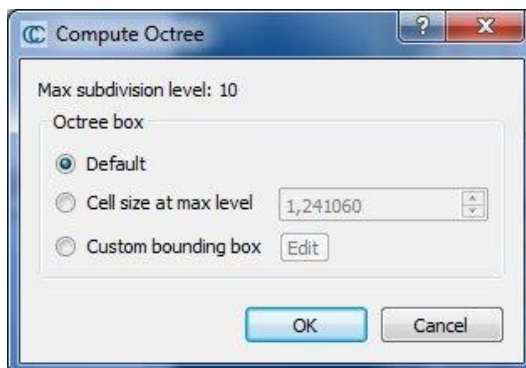 Compute Octree
Max subdivision level: 10
Octree box
Default
Cell size at max level 1,241060
Custom bounding box Edit
OK Cancel